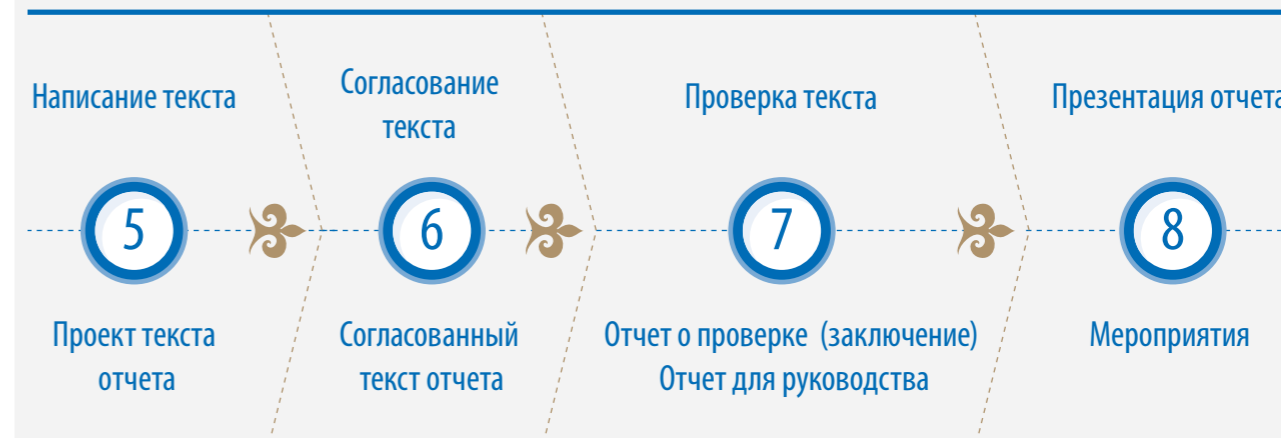 Написание текста
5
Проект текста
отчета
Согласование
текста
6
Согласованный
текст отчета
Проверка текста
7
Отчет о проверке (заключение)
Отчет для руководства
Презентация отчета
8
Мероприятия